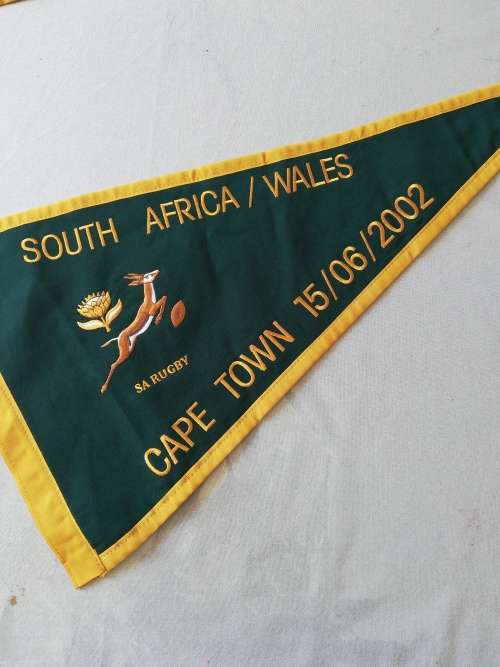 SOUTH AFRICA / WALES
SA RUGBY
CAPE TOWN 15/06/2002